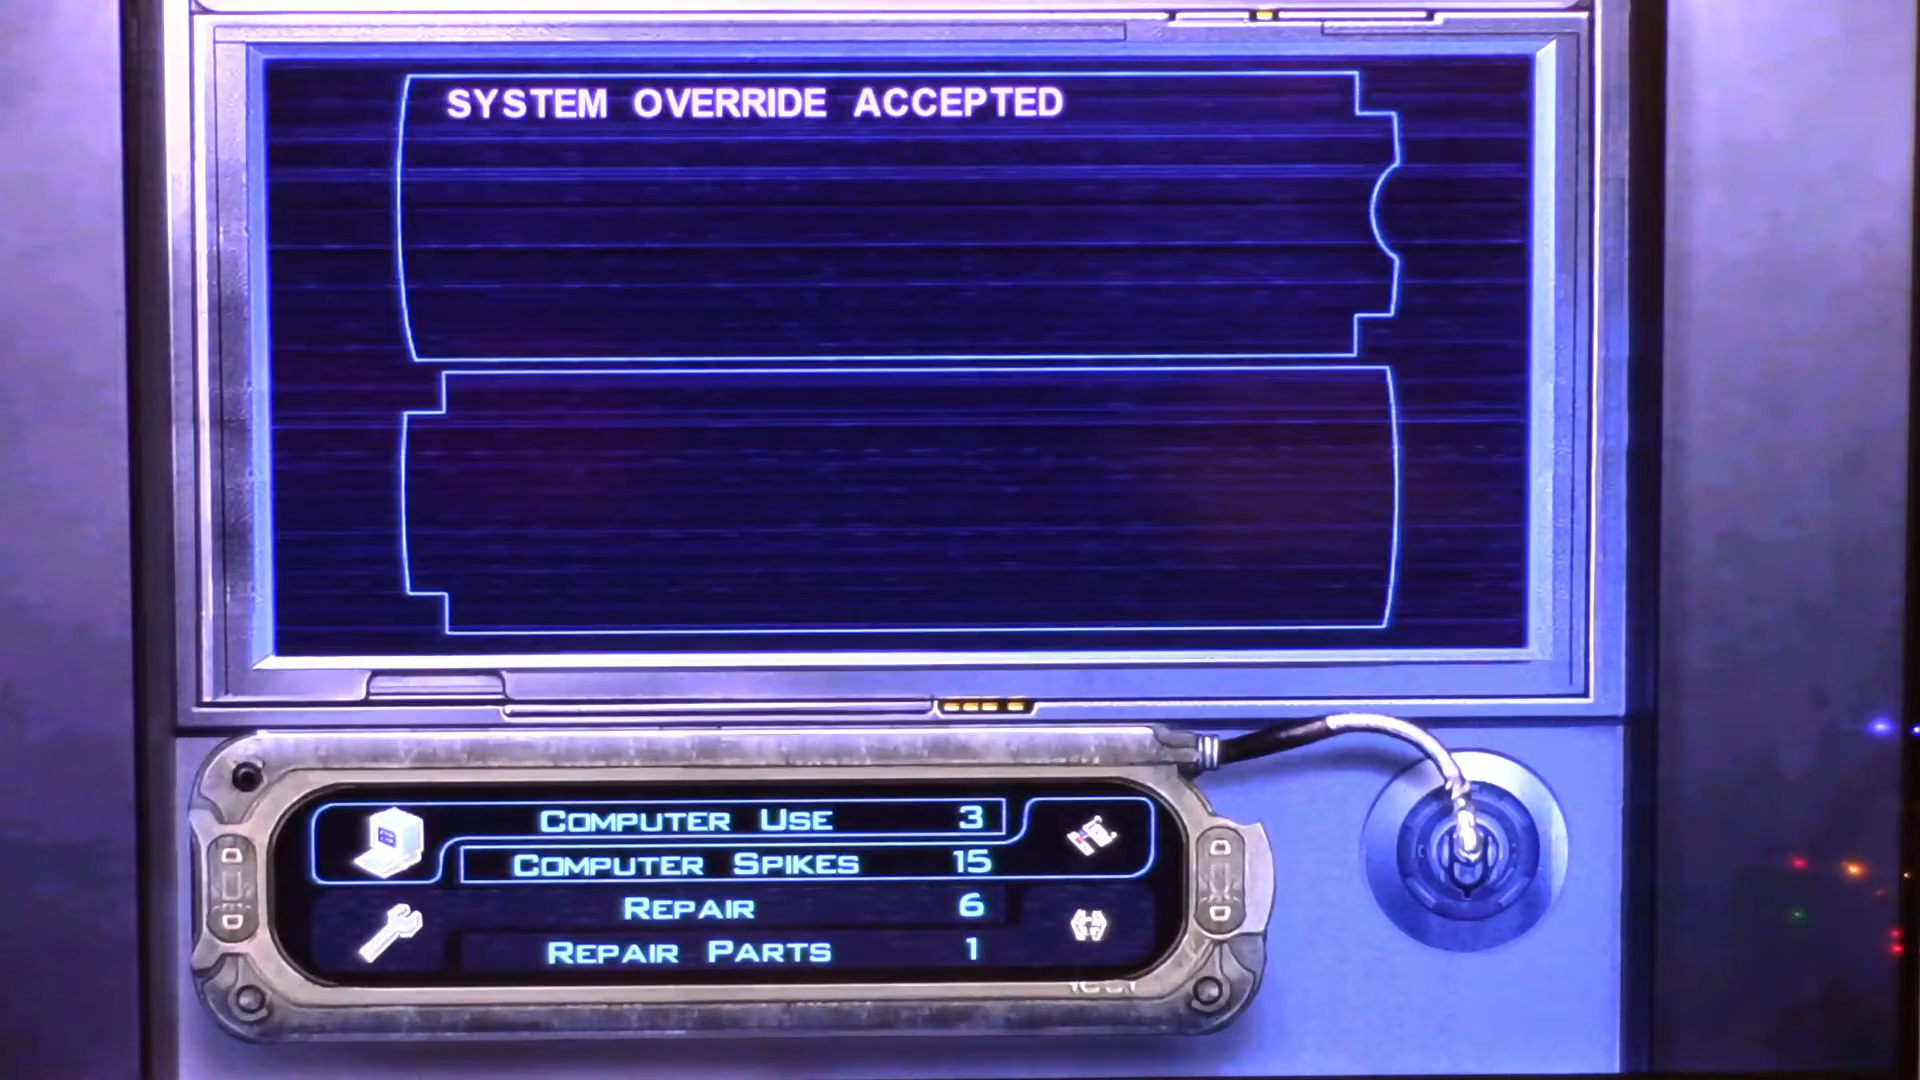 SYSTEM OVERRIDE ACCEPTED
COMPUTER USE 3
COMPUTER SPIKES 15
REPAIR 6
REPAIR PARTS 1